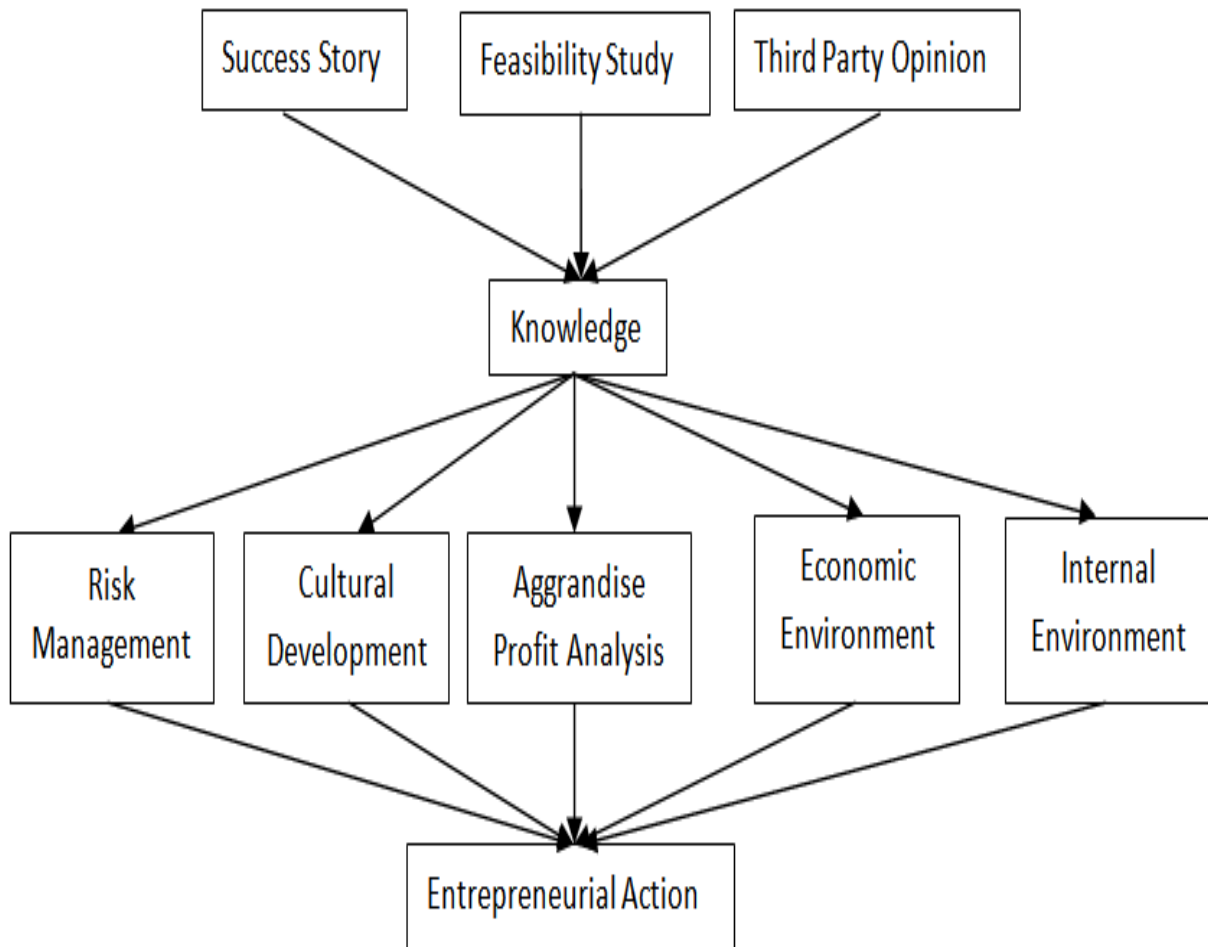 Success Story
Feasibility Study
Third Party Opinion
Knowledge
Risk
Management
Cultural
Development
Aggrandise
Profit Analysis
Economic
Environment
Internal
Environment
Entrepreneurial Action